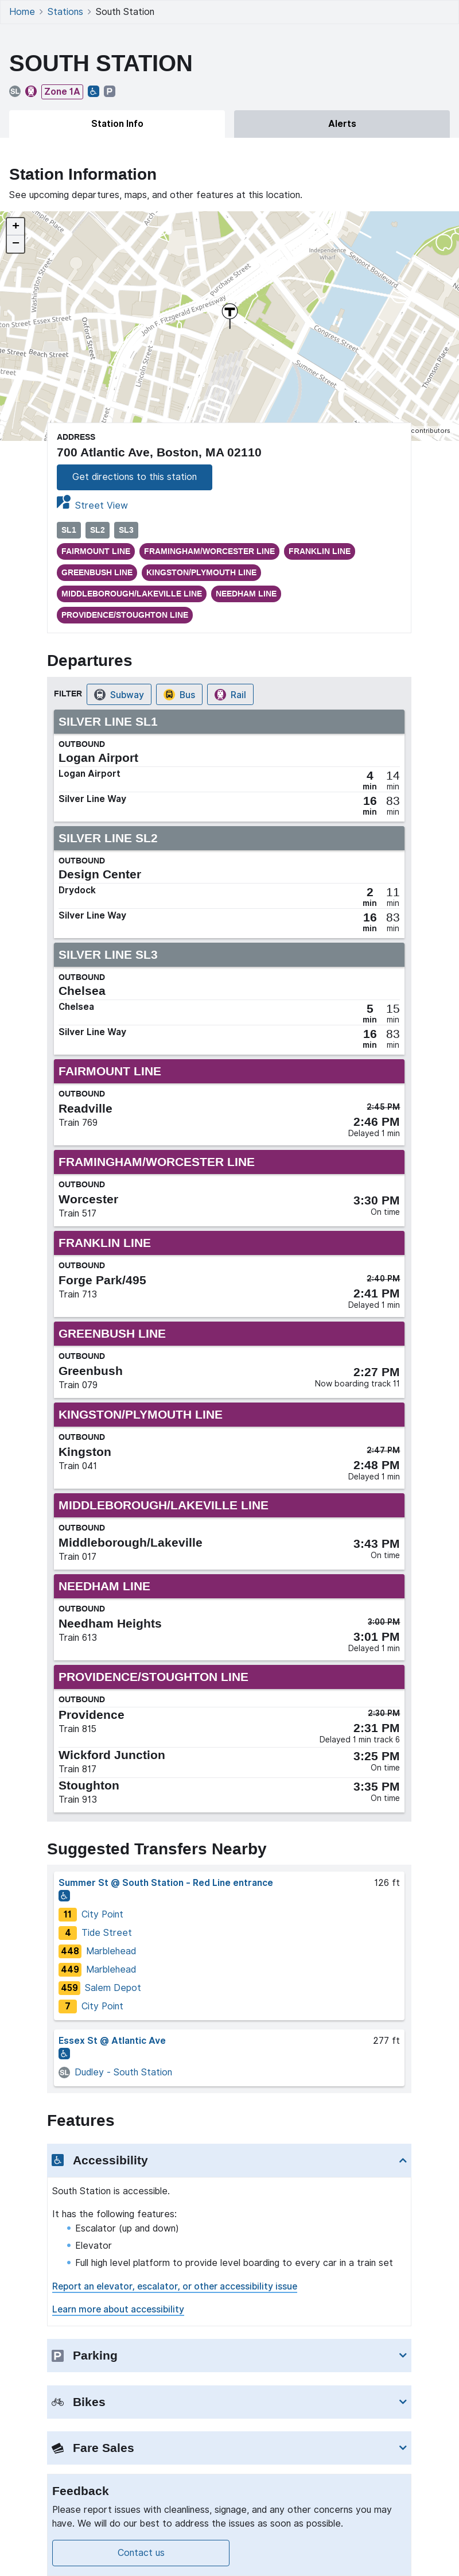 Home > Stations > South Station
SOUTH STATION
SL Zone 1A P
Station Info
Alerts
Station Information
See upcoming departures, maps, and other features at this location.
+
−
Independence Wharf
Seaport Boulevard
Purchase Street
Washington Street
Essex Street
Oxford Street
Beach Street
John F. Fitzgerald Expressway
Lincoln Street
Congress Street
Summer Street
Thomson Place
T
contributors
ADDRESS
700 Atlantic Ave, Boston, MA 02110
Get directions to this station
Street View
SL1 SL2 SL3
FAIRMOUNT LINE FRAMINGHAM/WORCESTER LINE FRANKLIN LINE
GREENBUSH LINE KINGSTON/PLYMOUTH LINE
MIDDLEBOROUGH/LAKEVILLE LINE NEEDHAM LINE
PROVIDENCE/STOUGHTON LINE
Departures
FILTER Subway Bus Rail
SILVER LINE SL1
OUTBOUND
Logan Airport
Logan Airport 4 min 14 min
Silver Line Way 16 min 83 min
SILVER LINE SL2
OUTBOUND
Design Center
Drydock 2 min 11 min
Silver Line Way 16 min 83 min
SILVER LINE SL3
OUTBOUND
Chelsea
Chelsea 5 min 15 min
Silver Line Way 16 min 83 min
FAIRMOUNT LINE
OUTBOUND
Readville 2:45 PM
Train 769 2:46 PM
Delayed 1 min
FRAMINGHAM/WORCESTER LINE
OUTBOUND
Worcester 3:30 PM
Train 517 On time
FRANKLIN LINE
OUTBOUND
Forge Park/495 2:40 PM
Train 713 2:41 PM
Delayed 1 min
GREENBUSH LINE
OUTBOUND
Greenbush 2:27 PM
Train 079 Now boarding track 11
KINGSTON/PLYMOUTH LINE
OUTBOUND
Kingston 2:47 PM
Train 041 2:48 PM
Delayed 1 min
MIDDLEBOROUGH/LAKEVILLE LINE
OUTBOUND
Middleborough/Lakeville 3:43 PM
Train 017 On time
NEEDHAM LINE
OUTBOUND
Needham Heights 3:00 PM
Train 613 3:01 PM
Delayed 1 min
PROVIDENCE/STOUGHTON LINE
OUTBOUND
Providence 2:30 PM
Train 815 2:31 PM
Delayed 1 min track 6
Wickford Junction 3:25 PM
Train 817 On time
Stoughton 3:35 PM
Train 913 On time
Suggested Transfers Nearby
Summer St @ South Station - Red Line entrance 126 ft
11 City Point
4 Tide Street
448 Marblehead
449 Marblehead
459 Salem Depot
7 City Point
Essex St @ Atlantic Ave 277 ft
SL Dudley - South Station
Features
Accessibility
South Station is accessible.
It has the following features:
Escalator (up and down)
Elevator
Full high level platform to provide level boarding to every car in a train set
Report an elevator, escalator, or other accessibility issue
Learn more about accessibility
P Parking
Bikes
Fare Sales
Feedback
Please report issues with cleanliness, signage, and any other concerns you may
have. We will do our best to address the issues as soon as possible.
Contact us